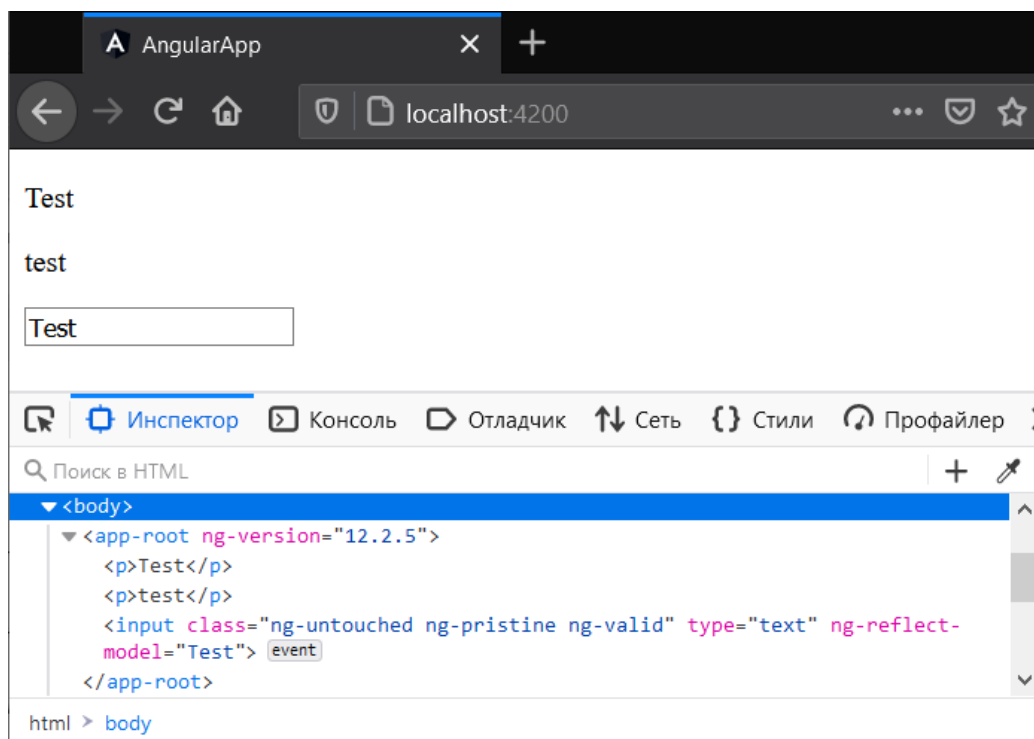 AngularApp
localhost:4200
Test
test
Test
Инспектор Консоль Отладчик Сеть {} Стили Профайлер
Поиск в HTML
<body>
<app-root ng-version="12.2.5">
<p>Test</p>
<p>test</p>
<input class="ng-untouched ng-pristine ng-valid" type="text" ng-reflect-
model="Test"> event
</app-root>
html > body